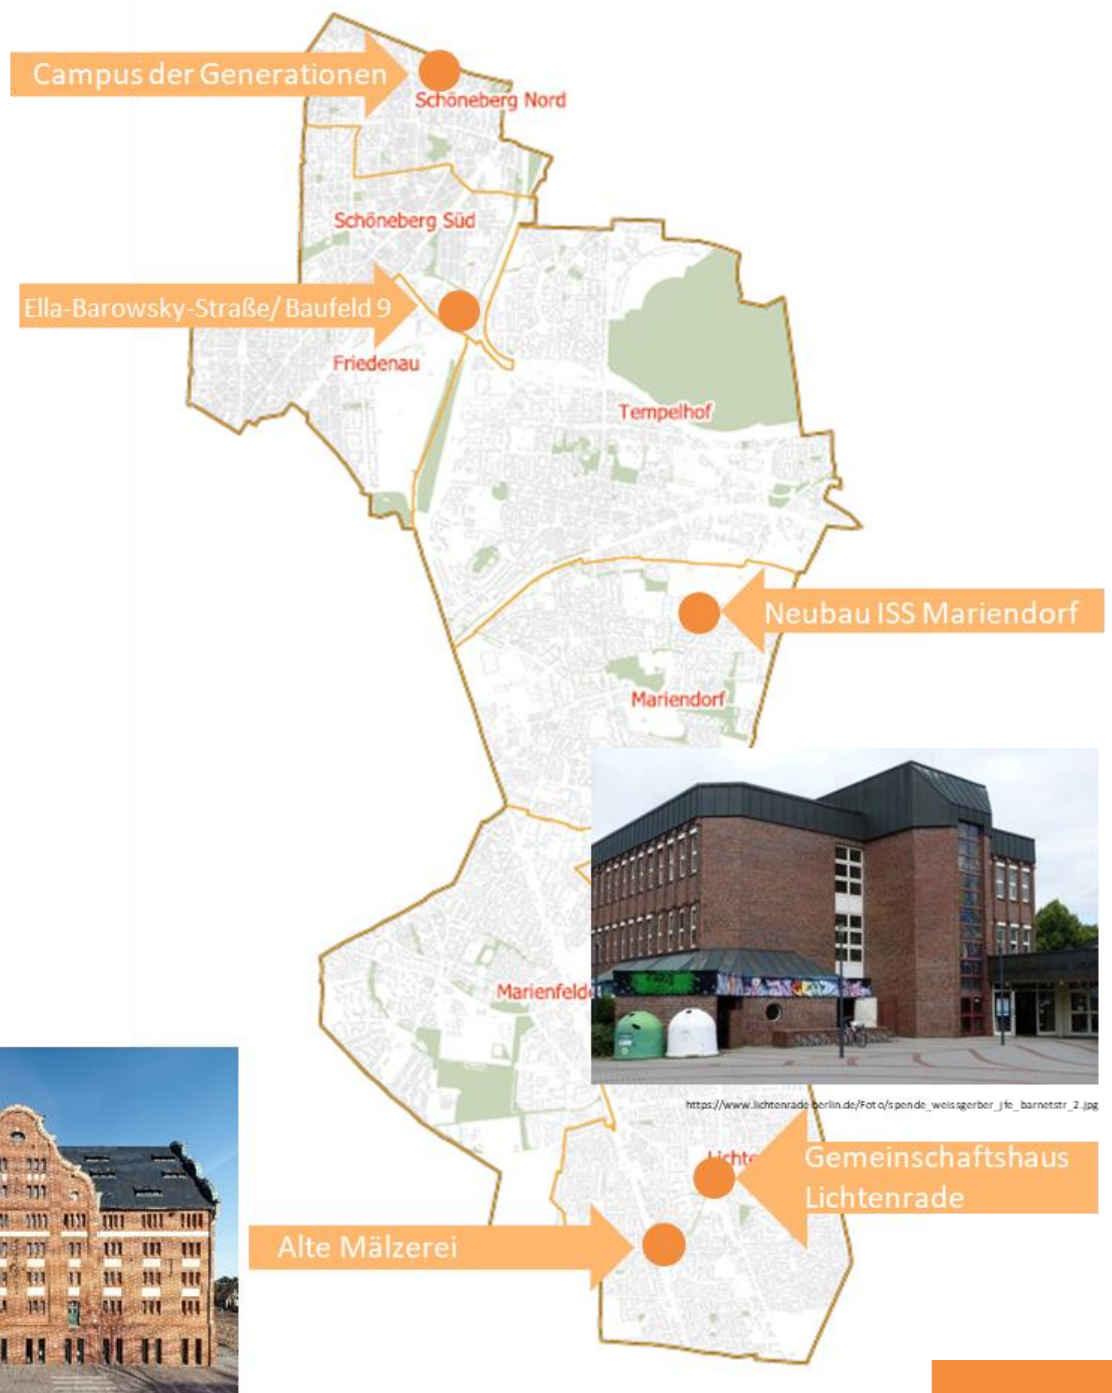 Campus der Generationen
Schöneberg Nord
Schöneberg Süd
Ella-Barowsky-Straße/ Baufeld 9
Friedenau
Tempelhof
Neubau ISS Mariendorf
Mariendorf
Marienfelde
https://www.lichtenrade-berlin.de/Foto/spende_weissgerber_jfe_barnetstr_2.jpg
Lichte
Gemeinschaftshaus
Lichtenrade
Alte Mälzerei